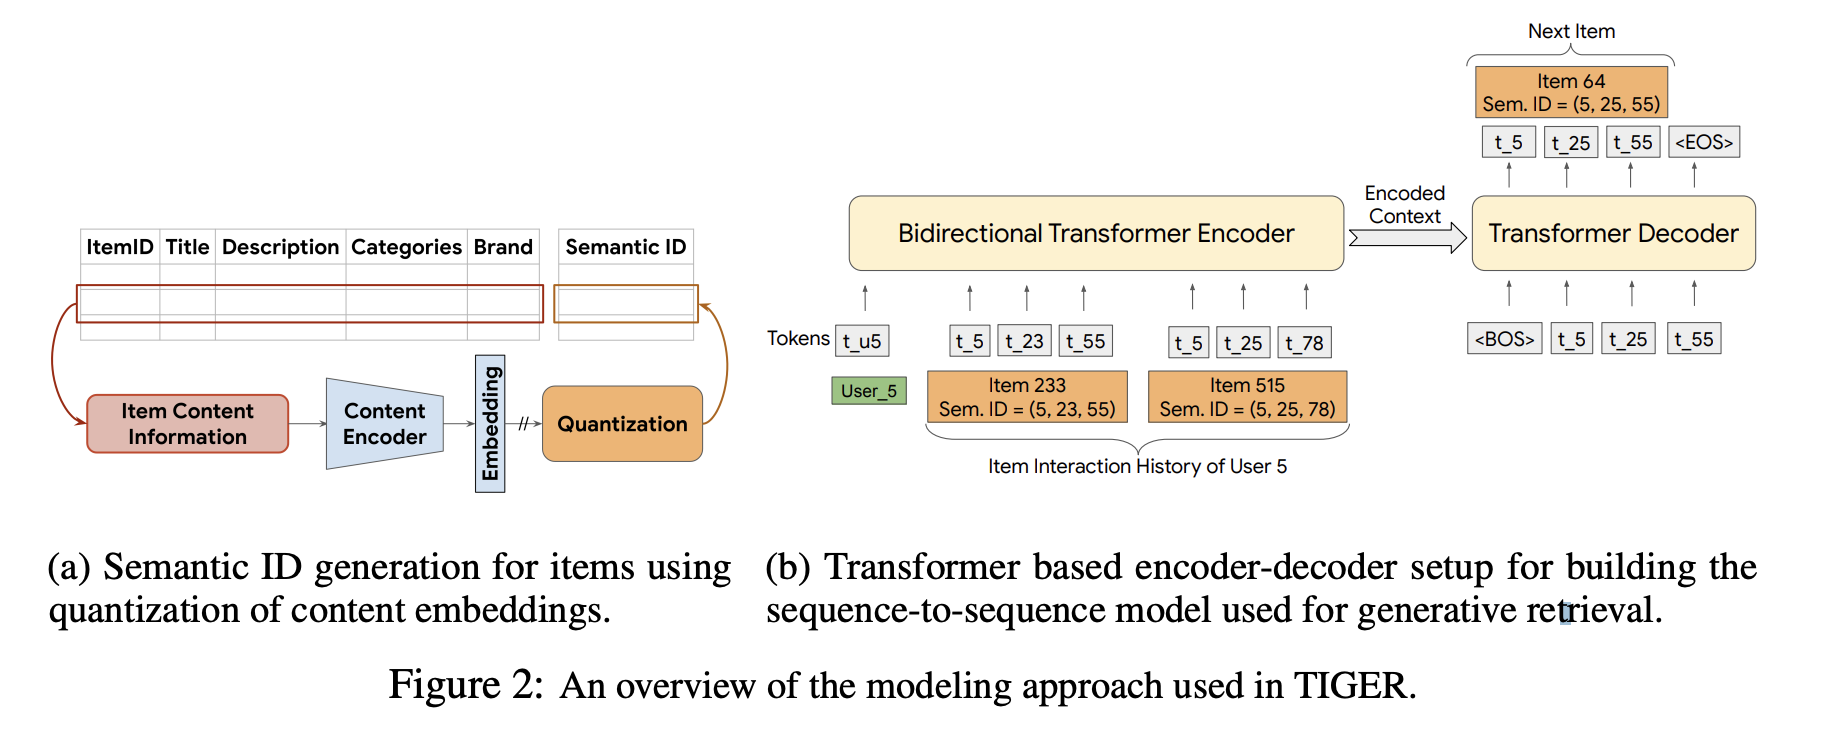 ItemID Title Description Categories Brand Semantic ID
Item Content
Information
Content
Encoder
Embedding
//
Quantization
(a) Semantic ID generation for items using
quantization of content embeddings.
Next Item
Item 64
Sem. ID = (5, 25, 55)
t_5 t_25 t_55 <EOS>
Bidirectional Transformer Encoder
Encoded
Context
Transformer Decoder
Tokens t_u5 t_5 t_23 t_55 t_5 t_25 t_78
<BOS> t_5 t_25 t_55
User_5
Item 233
Sem. ID = (5, 23, 55)
Item 515
Sem. ID = (5, 25, 78)
Item Interaction History of User 5
(b) Transformer based encoder-decoder setup for building the
sequence-to-sequence model used for generative retrieval.
Figure 2: An overview of the modeling approach used in TIGER.